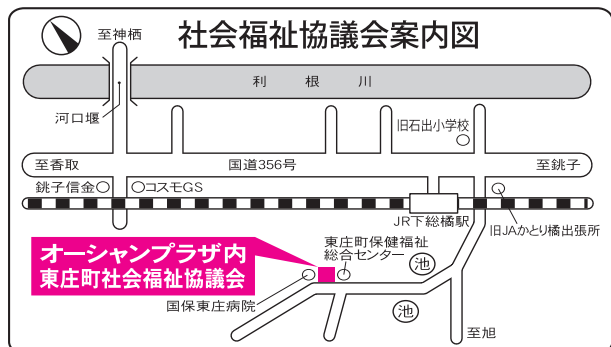 社会福祉協議会案内図
至神栖
利根川
河口堰
旧石出小学校
至香取
国道356号
至銚子
銚子信金
コスモGS
JR下総橘駅
旧JAかとり橘出張所
オーシャンプラザ内
東庄町社会福祉協議会
東庄町保健福祉
総合センター
池
国保東庄病院
池
至旭